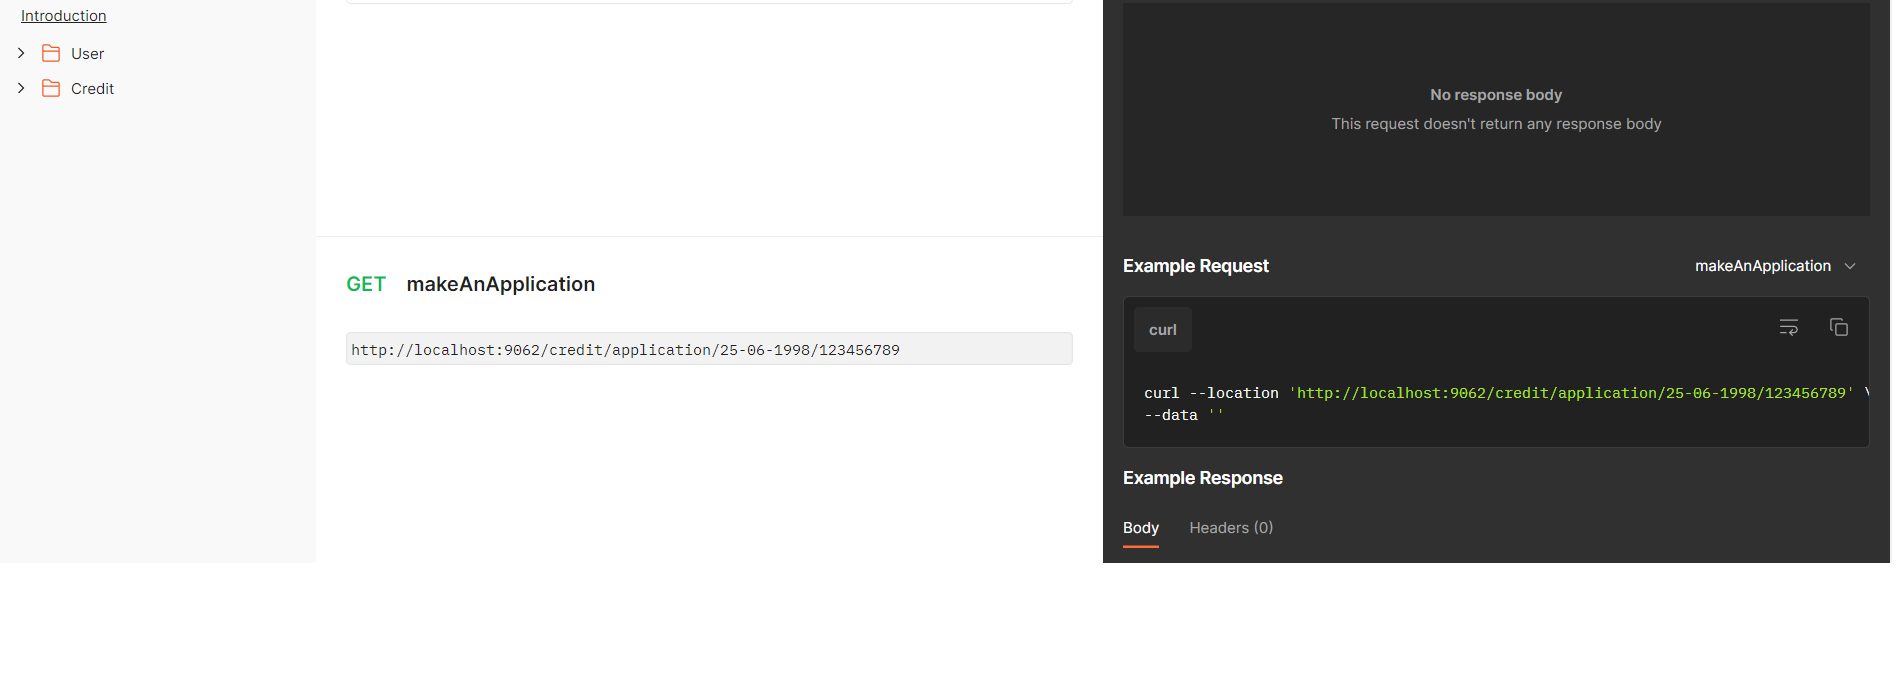 Introduction
User
Credit
GET makeAnApplication
http://localhost:9062/credit/application/25-06-1998/123456789
No response body
This request doesn't return any response body
Example Request
makeAnApplication
curl
curl --location 'http://localhost:9062/credit/application/25-06-1998/123456789' \
--data ''
Example Response
Body Headers (0)